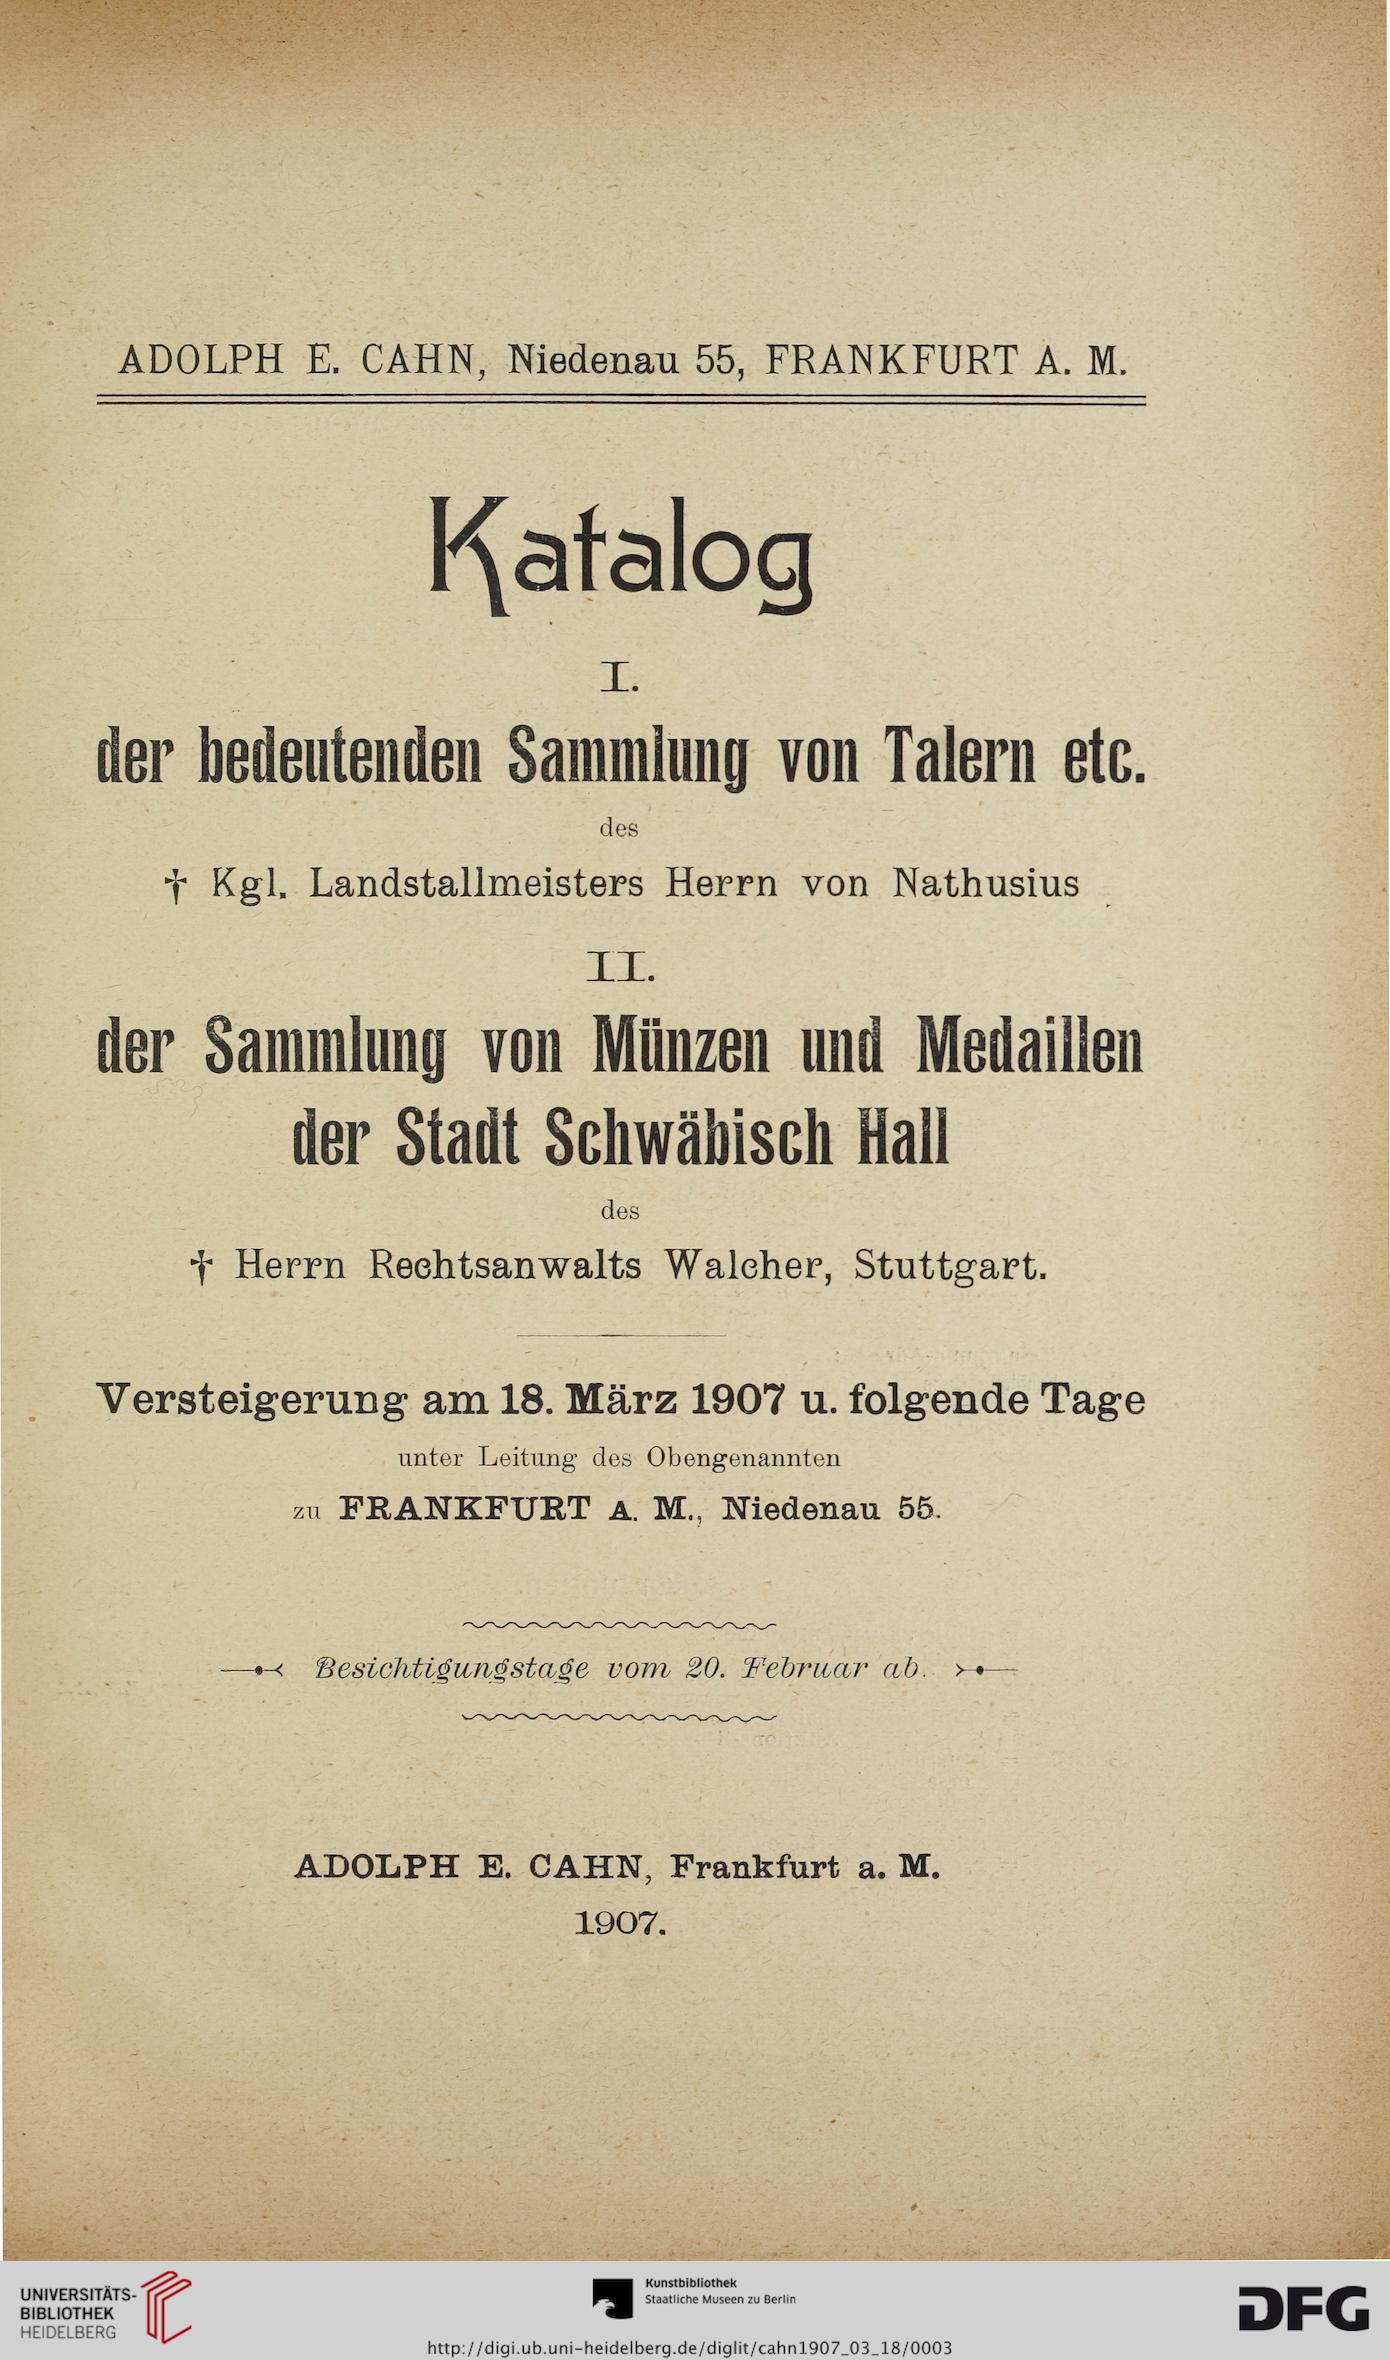 ADOLPH E. CAHN, Niedenau 55, FRANKFURT A. M.
Katalog
I.
der bedeutenden Sammlung von Talern etc.
des
† Kgl. Landstallmeisters Herrn von Nathusius
II.
der Sammlung von Münzen und Medaillen
der Stadt Schwäbisch Hall
des
† Herrn Rechtsanwalts Walcher, Stuttgart.
Versteigerung am 18. März 1907 u. folgende Tage
unter Leitung des Obengenannten
zu FRANKFURT A. M., Niedenau 55.
Besichtigungstage vom 20. Februar ab.
ADOLPH E. CAHN, Frankfurt a. M.
1907.
UNIVERSITÄTS-
BIBLIOTHEK
HEIDELBERG
Kunstbibliothek
Staatliche Museen zu Berlin
http://digi.ub.uni-heidelberg.de/diglit/cahn1907_03_18/0003
DFG